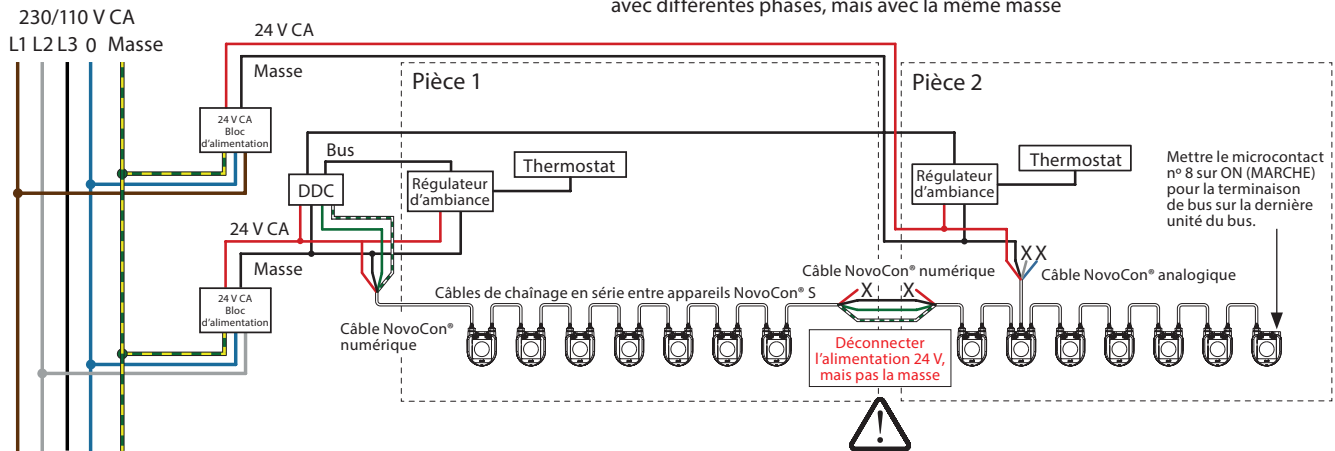 avec différentes phases, mais avec la même masse
230/110 V CA
L1 L2 L3 0 Masse
24 V CA
Masse
24 V CA
Bloc
d'alimentation
Pièce 1
Pièce 2
Bus
DDC
Régulateur
d'ambiance
Thermostat
Régulateur
d'ambiance
Thermostat
Mettre le microcontact
nº 8 sur ON (MARCHE)
pour la terminaison
de bus sur la dernière
unité du bus.
24 V CA
Masse
24 V CA
Bloc
d'alimentation
X X
Câble NovoCon® numérique
Câble NovoCon® analogique
Câbles de chaînage en série entre appareils NovoCon® S
X X
Câble NovoCon®
numérique
Déconnecter
l'alimentation 24 V,
mais pas la masse
!